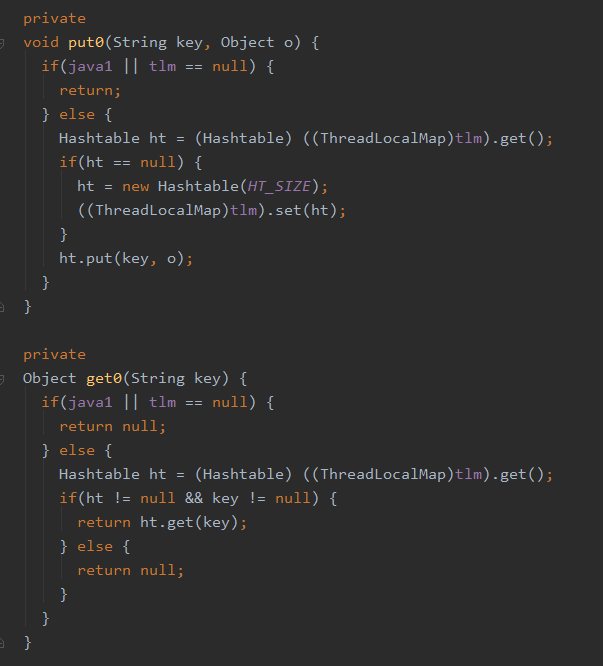 private
void put0(String key, Object o) {
if(java1 || tlm == null) {
return;
} else {
Hashtable ht = (Hashtable) ((ThreadLocalMap)tlm).get();
if(ht == null) {
ht = new Hashtable(HT_SIZE);
((ThreadLocalMap)tlm).set(ht);
}
ht.put(key, o);
}
}
private
Object get0(String key) {
if(java1 || tlm == null) {
return null;
} else {
Hashtable ht = (Hashtable) ((ThreadLocalMap)tlm).get();
if(ht != null && key != null) {
return ht.get(key);
} else {
return null;
}
}
}